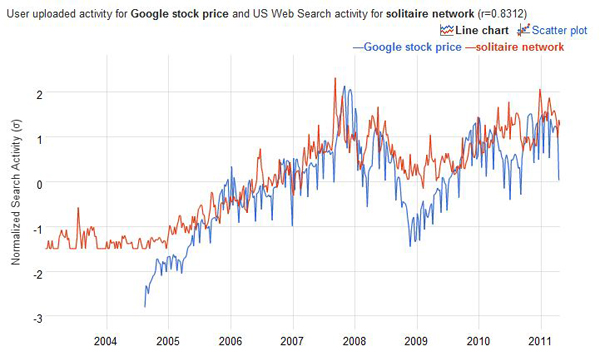 User uploaded activity for Google stock price and US Web Search activity for solitaire network (r=0.8312)
Line chart Scatter plot
—Google stock price —solitaire network
Normalized Search Activity (σ)
2
1
0
-1
-2
-3
2004 2005 2006 2007 2008 2009 2010 2011